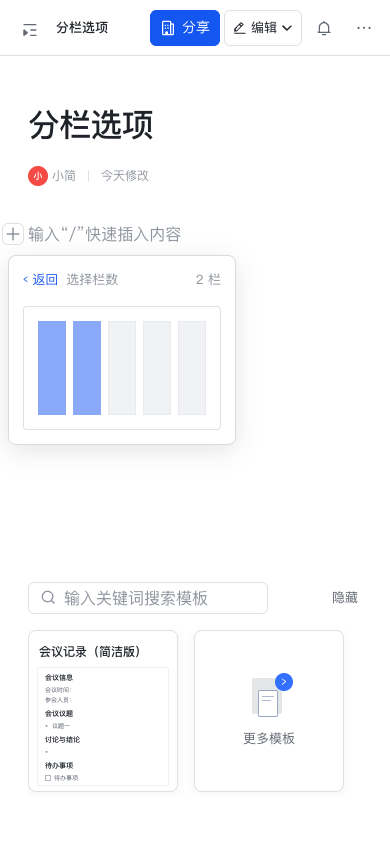 分栏选项
分享
编辑
分栏选项
小 小简 今天修改
输入“/”快速插入内容
‹ 返回 选择栏数 2 栏
输入关键词搜索模板 隐藏
会议记录（简洁版）
会议信息
会议时间：
参会人员：
会议议题
• 议题一
讨论与结论
•
待办事项
待办事项
更多模板